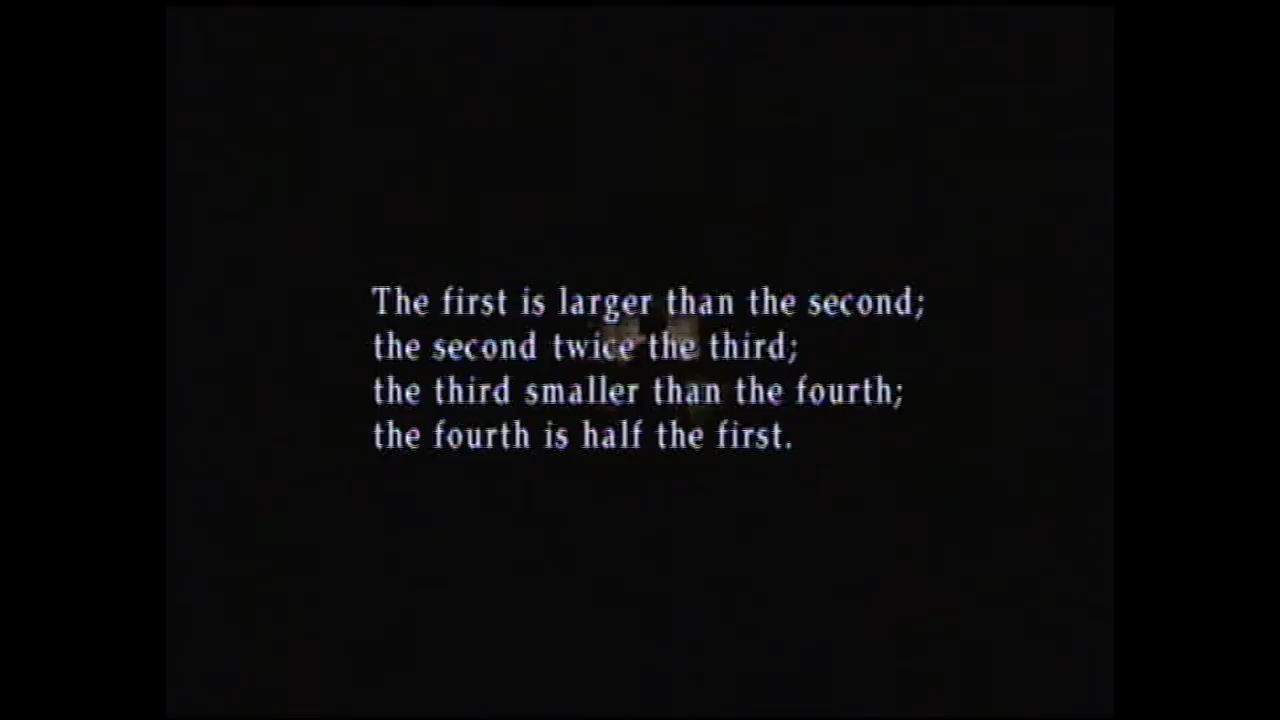 The first is larger than the second;
the second twice the third;
the third smaller than the fourth;
the fourth is half the first.